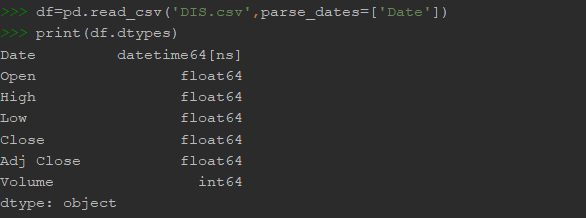 >>> df=pd.read_csv('DIS.csv',parse_dates=['Date'])
>>> print(df.dtypes)
Date         datetime64[ns]
Open                float64
High                float64
Low                 float64
Close               float64
Adj Close           float64
Volume                int64
dtype: object